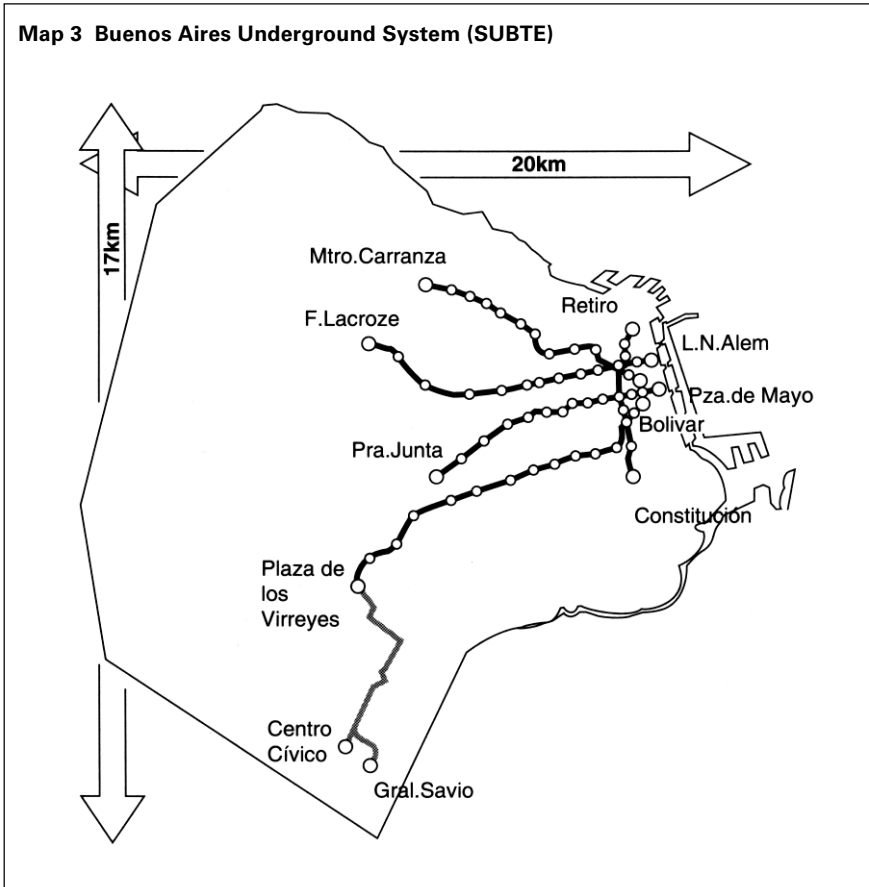 Map 3 Buenos Aires Underground System (SUBTE)
20km
17km
Mtro.Carranza
Retiro
F.Lacroze
L.N.Alem
Pza.de Mayo
Bolivar
Pra.Junta
Constitución
Plaza de
los
Virreyes
Centro
Cívico
Gral.Savio